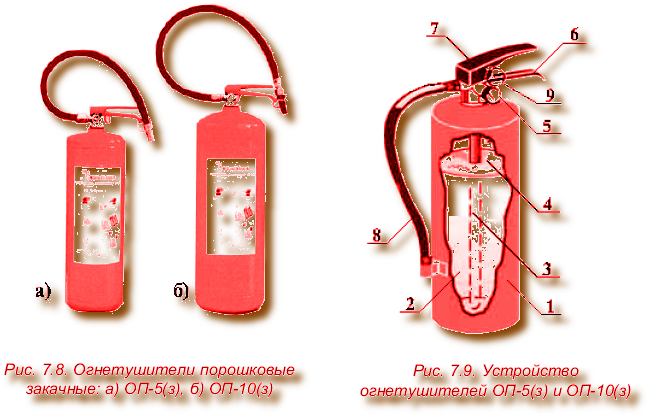 а)
б)
Рис. 7.8. Огнетушители порошковые
закачные: а) ОП-5(з), б) ОП-10(з)
7
6
9
5
4
8
3
2
1
Рис. 7.9. Устройство
огнетушителей ОП-5(з) и ОП-10(з)